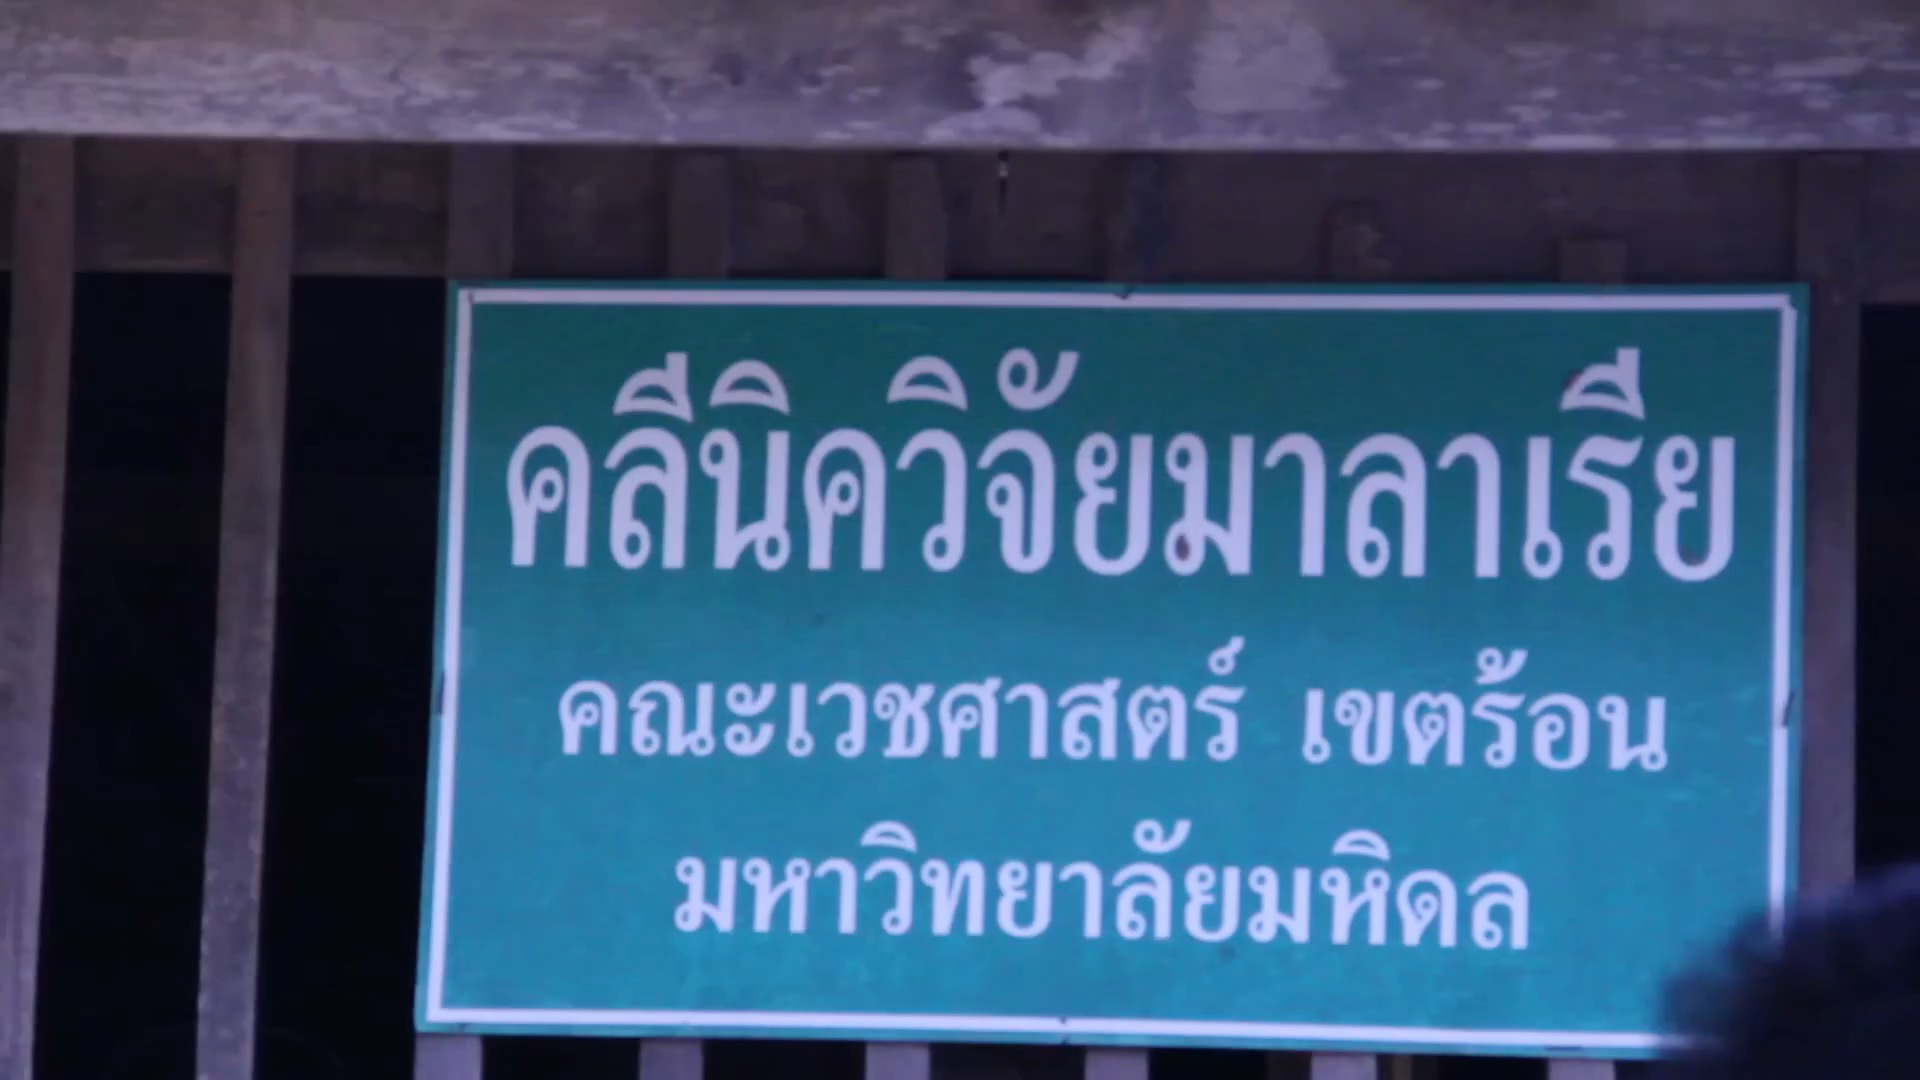 คลีนิควิจัยมาลาเรีย
คณะเวชศาสตร์ เขตร้อน
มหาวิทยาลัยมหิดล